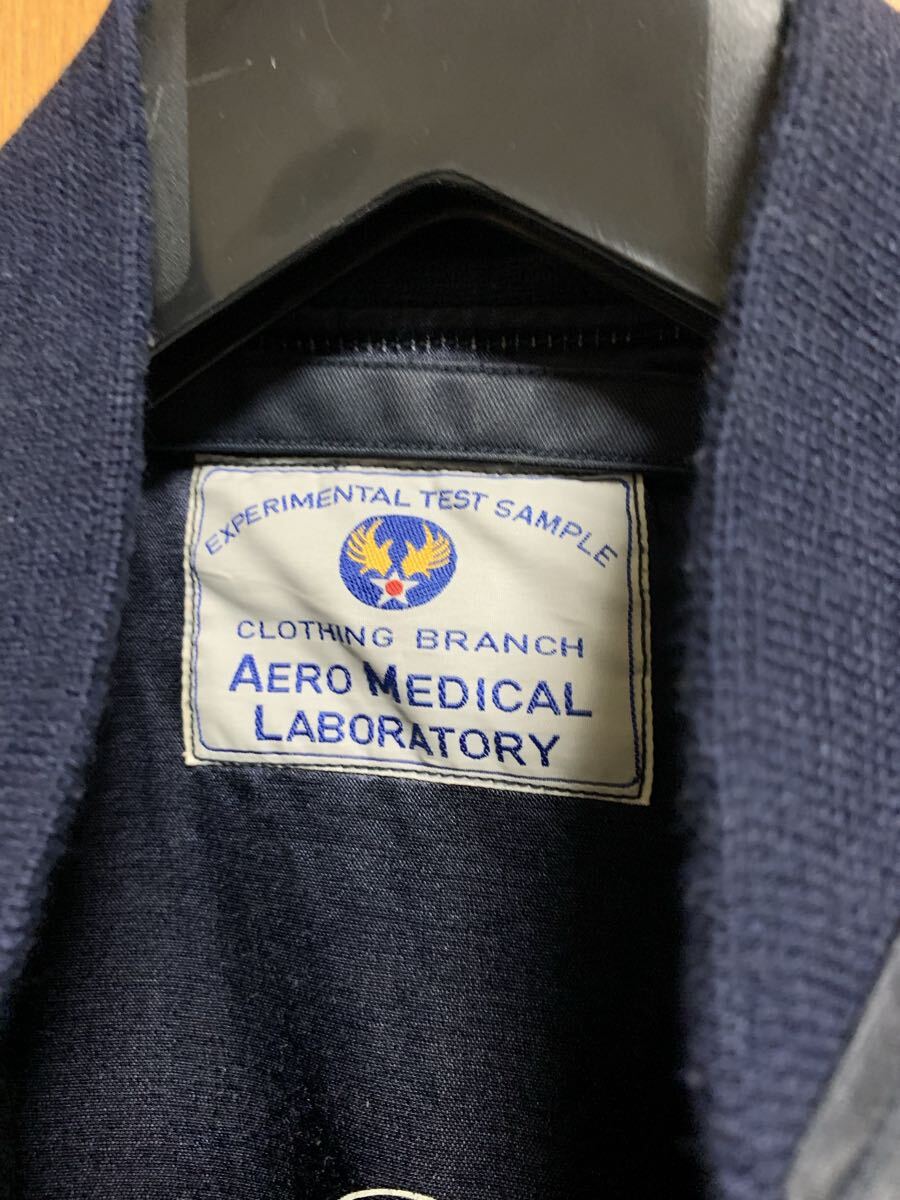 EXPERIMENTAL TEST SAMPLE
CLOTHING BRANCH
AERO MEDICAL
LABORATORY